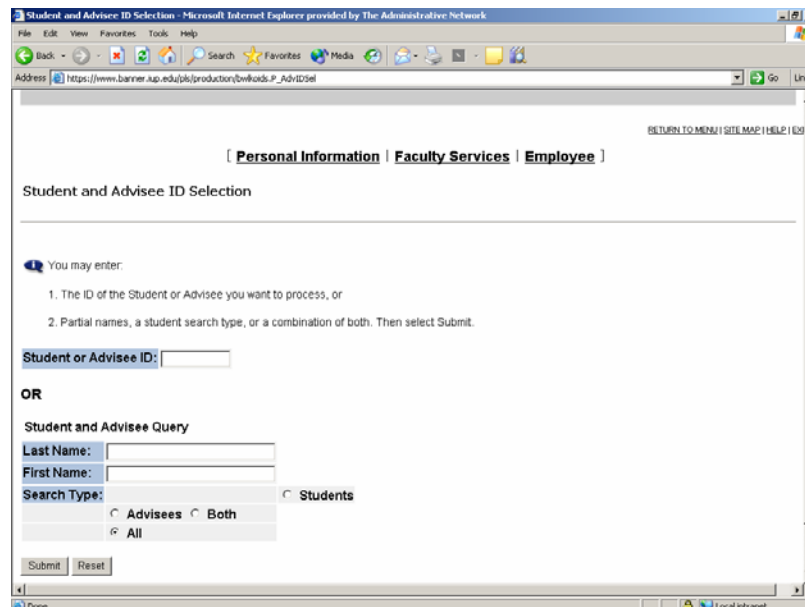 Student and Advisee ID Selection - Microsoft Internet Explorer provided by The Administrative Network
File Edit View Favorites Tools Help
Back Search Favorites Media
Address https://www.banner.iup.edu/pls/production/bwlkoids.P_AdvIDSel Go Lin
RETURN TO MENU | SITE MAP | HELP | EXI
[ Personal Information | Faculty Services | Employee ]
Student and Advisee ID Selection
You may enter:
1. The ID of the Student or Advisee you want to process, or
2. Partial names, a student search type, or a combination of both. Then select Submit.
Student or Advisee ID:
OR
Student and Advisee Query
Last Name:
First Name:
Search Type: Students
Advisees Both
All
Submit Reset
Done Local intranet